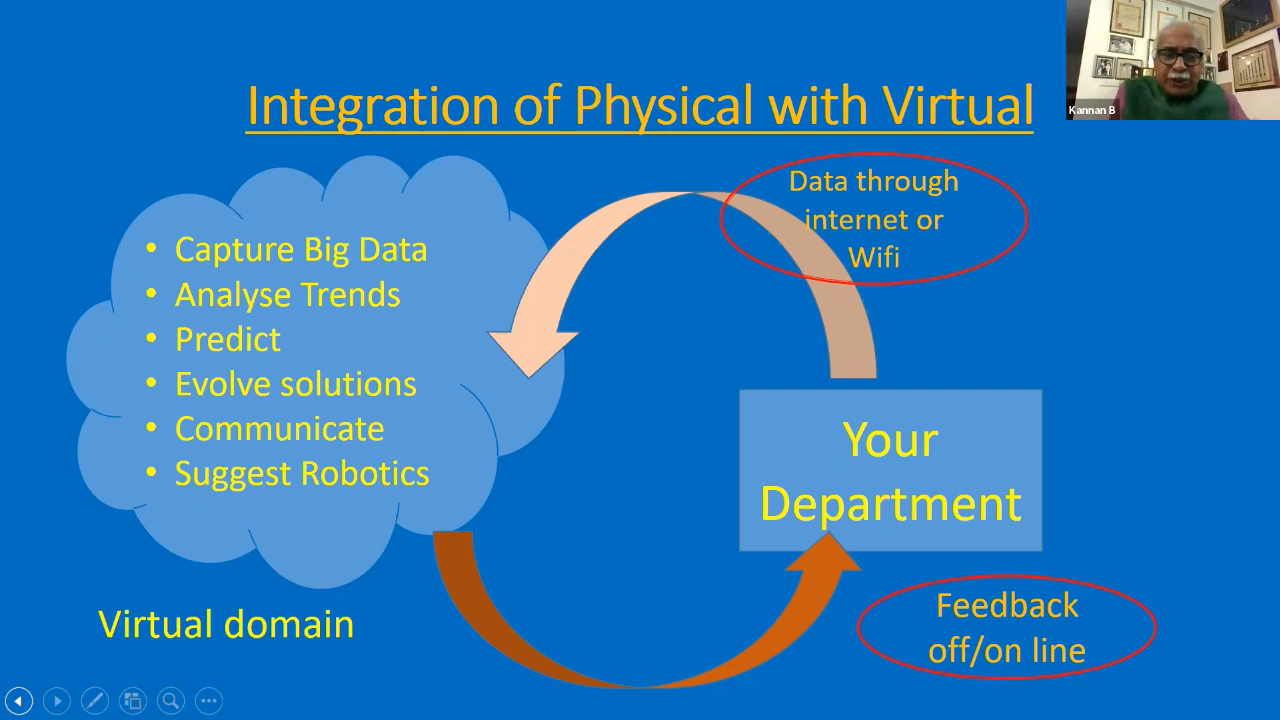 Kannan B
Integration of Physical with Virtual
Data through
internet or
Wifi
• Capture Big Data
• Analyse Trends
• Predict
• Evolve solutions
• Communicate
• Suggest Robotics
Your
Department
Virtual domain
Feedback
off/on line